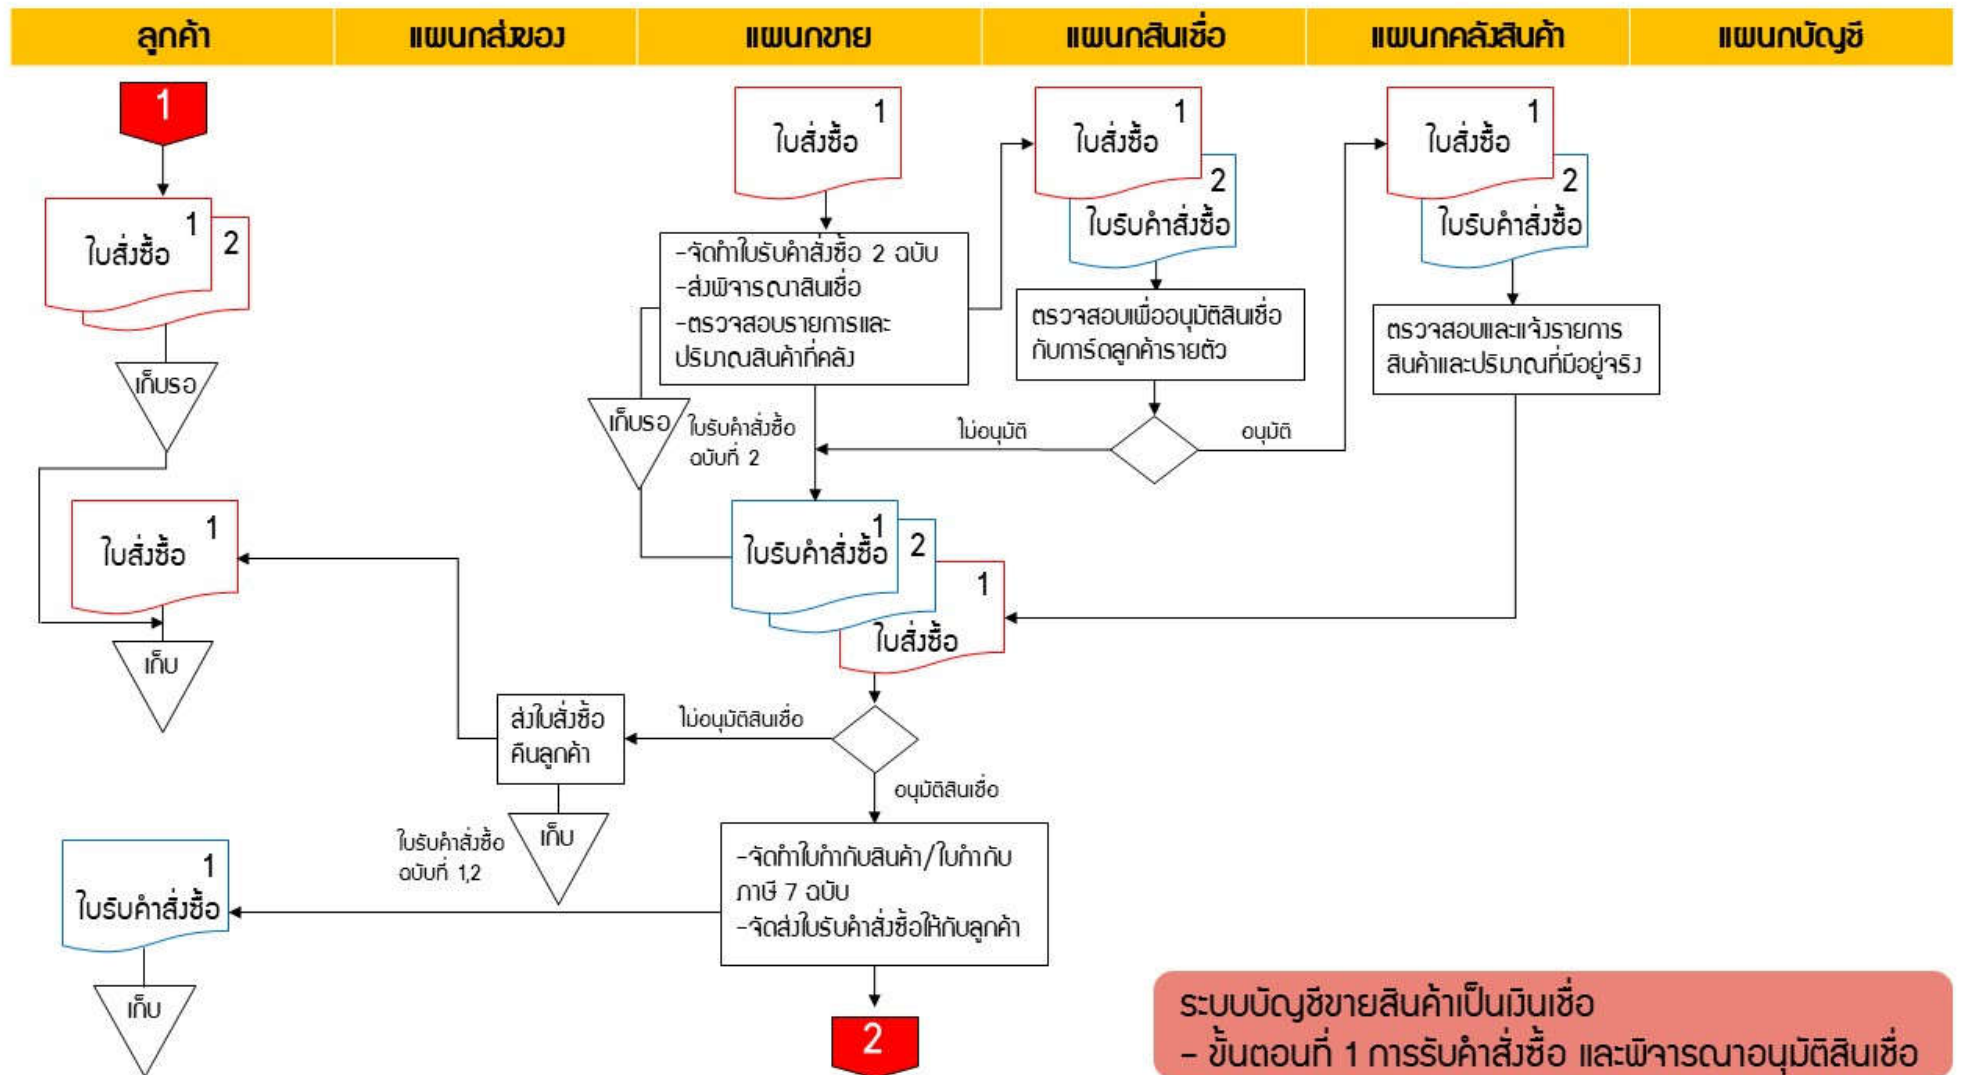 ลูกค้า
แผนกส่งของ
แผนกขาย
แผนกสินเชื่อ
แผนกคลังสินค้า
แผนกบัญชี
1
ใบสั่งซื้อ
1
2
เก็บรอ
ใบสั่งซื้อ
1
เก็บ
1
ใบรับคำสั่งซื้อ
เก็บ
ส่งใบสั่งซื้อ
คืนลูกค้า
เก็บ
ใบรับคำสั่งซื้อ
ฉบับที่ 1,2
1
ใบสั่งซื้อ
-จัดทำใบรับคำสั่งซื้อ 2 ฉบับ
-ส่งพิจารณาสินเชื่อ
-ตรวจสอบรายการและ
ปริมาณสินค้าที่คลัง
เก็บรอ
ใบรับคำสั่งซื้อ
ฉบับที่ 2
1
ใบรับคำสั่งซื้อ
2
1
ใบสั่งซื้อ
ไม่อนุมัติสินเชื่อ
อนุมัติสินเชื่อ
-จัดทำใบกำกับสินค้า/ใบกำกับ
ภาษี 7 ฉบับ
-จัดส่งใบรับคำสั่งซื้อให้กับลูกค้า
2
1
ใบสั่งซื้อ
2
ใบรับคำสั่งซื้อ
ตรวจสอบเพื่ออนุมัติสินเชื่อ
กับการ์ดลูกค้ารายตัว
ไม่อนุมัติ
อนุมัติ
1
ใบสั่งซื้อ
2
ใบรับคำสั่งซื้อ
ตรวจสอบและแจ้งรายการ
สินค้าและปริมาณที่มีอยู่จริง
ระบบบัญชีขายสินค้าเป็นเงินเชื่อ
- ขั้นตอนที่ 1 การรับคำสั่งซื้อ และพิจารณาอนุมัติสินเชื่อ